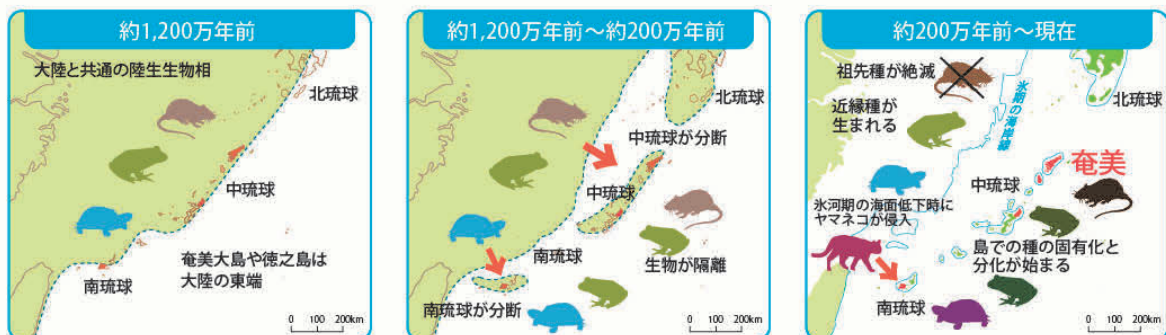 約1,200万年前
大陸と共通の陸生生物相
北琉球
中琉球
奄美大島や徳之島は
大陸の東端
南琉球
0 100 200km
約1,200万年前～約200万年前
北琉球
中琉球が分断
中琉球
生物が隔離
南琉球
南琉球が分断
0 100 200km
約200万年前～現在
祖先種が絶滅
近縁種が
生まれる
氷期の海岸線
北琉球
奄美
中琉球
氷河期の海面低下時に
ヤマネコが侵入
島での種の固有化と
分化が始まる
南琉球
0 100 200km